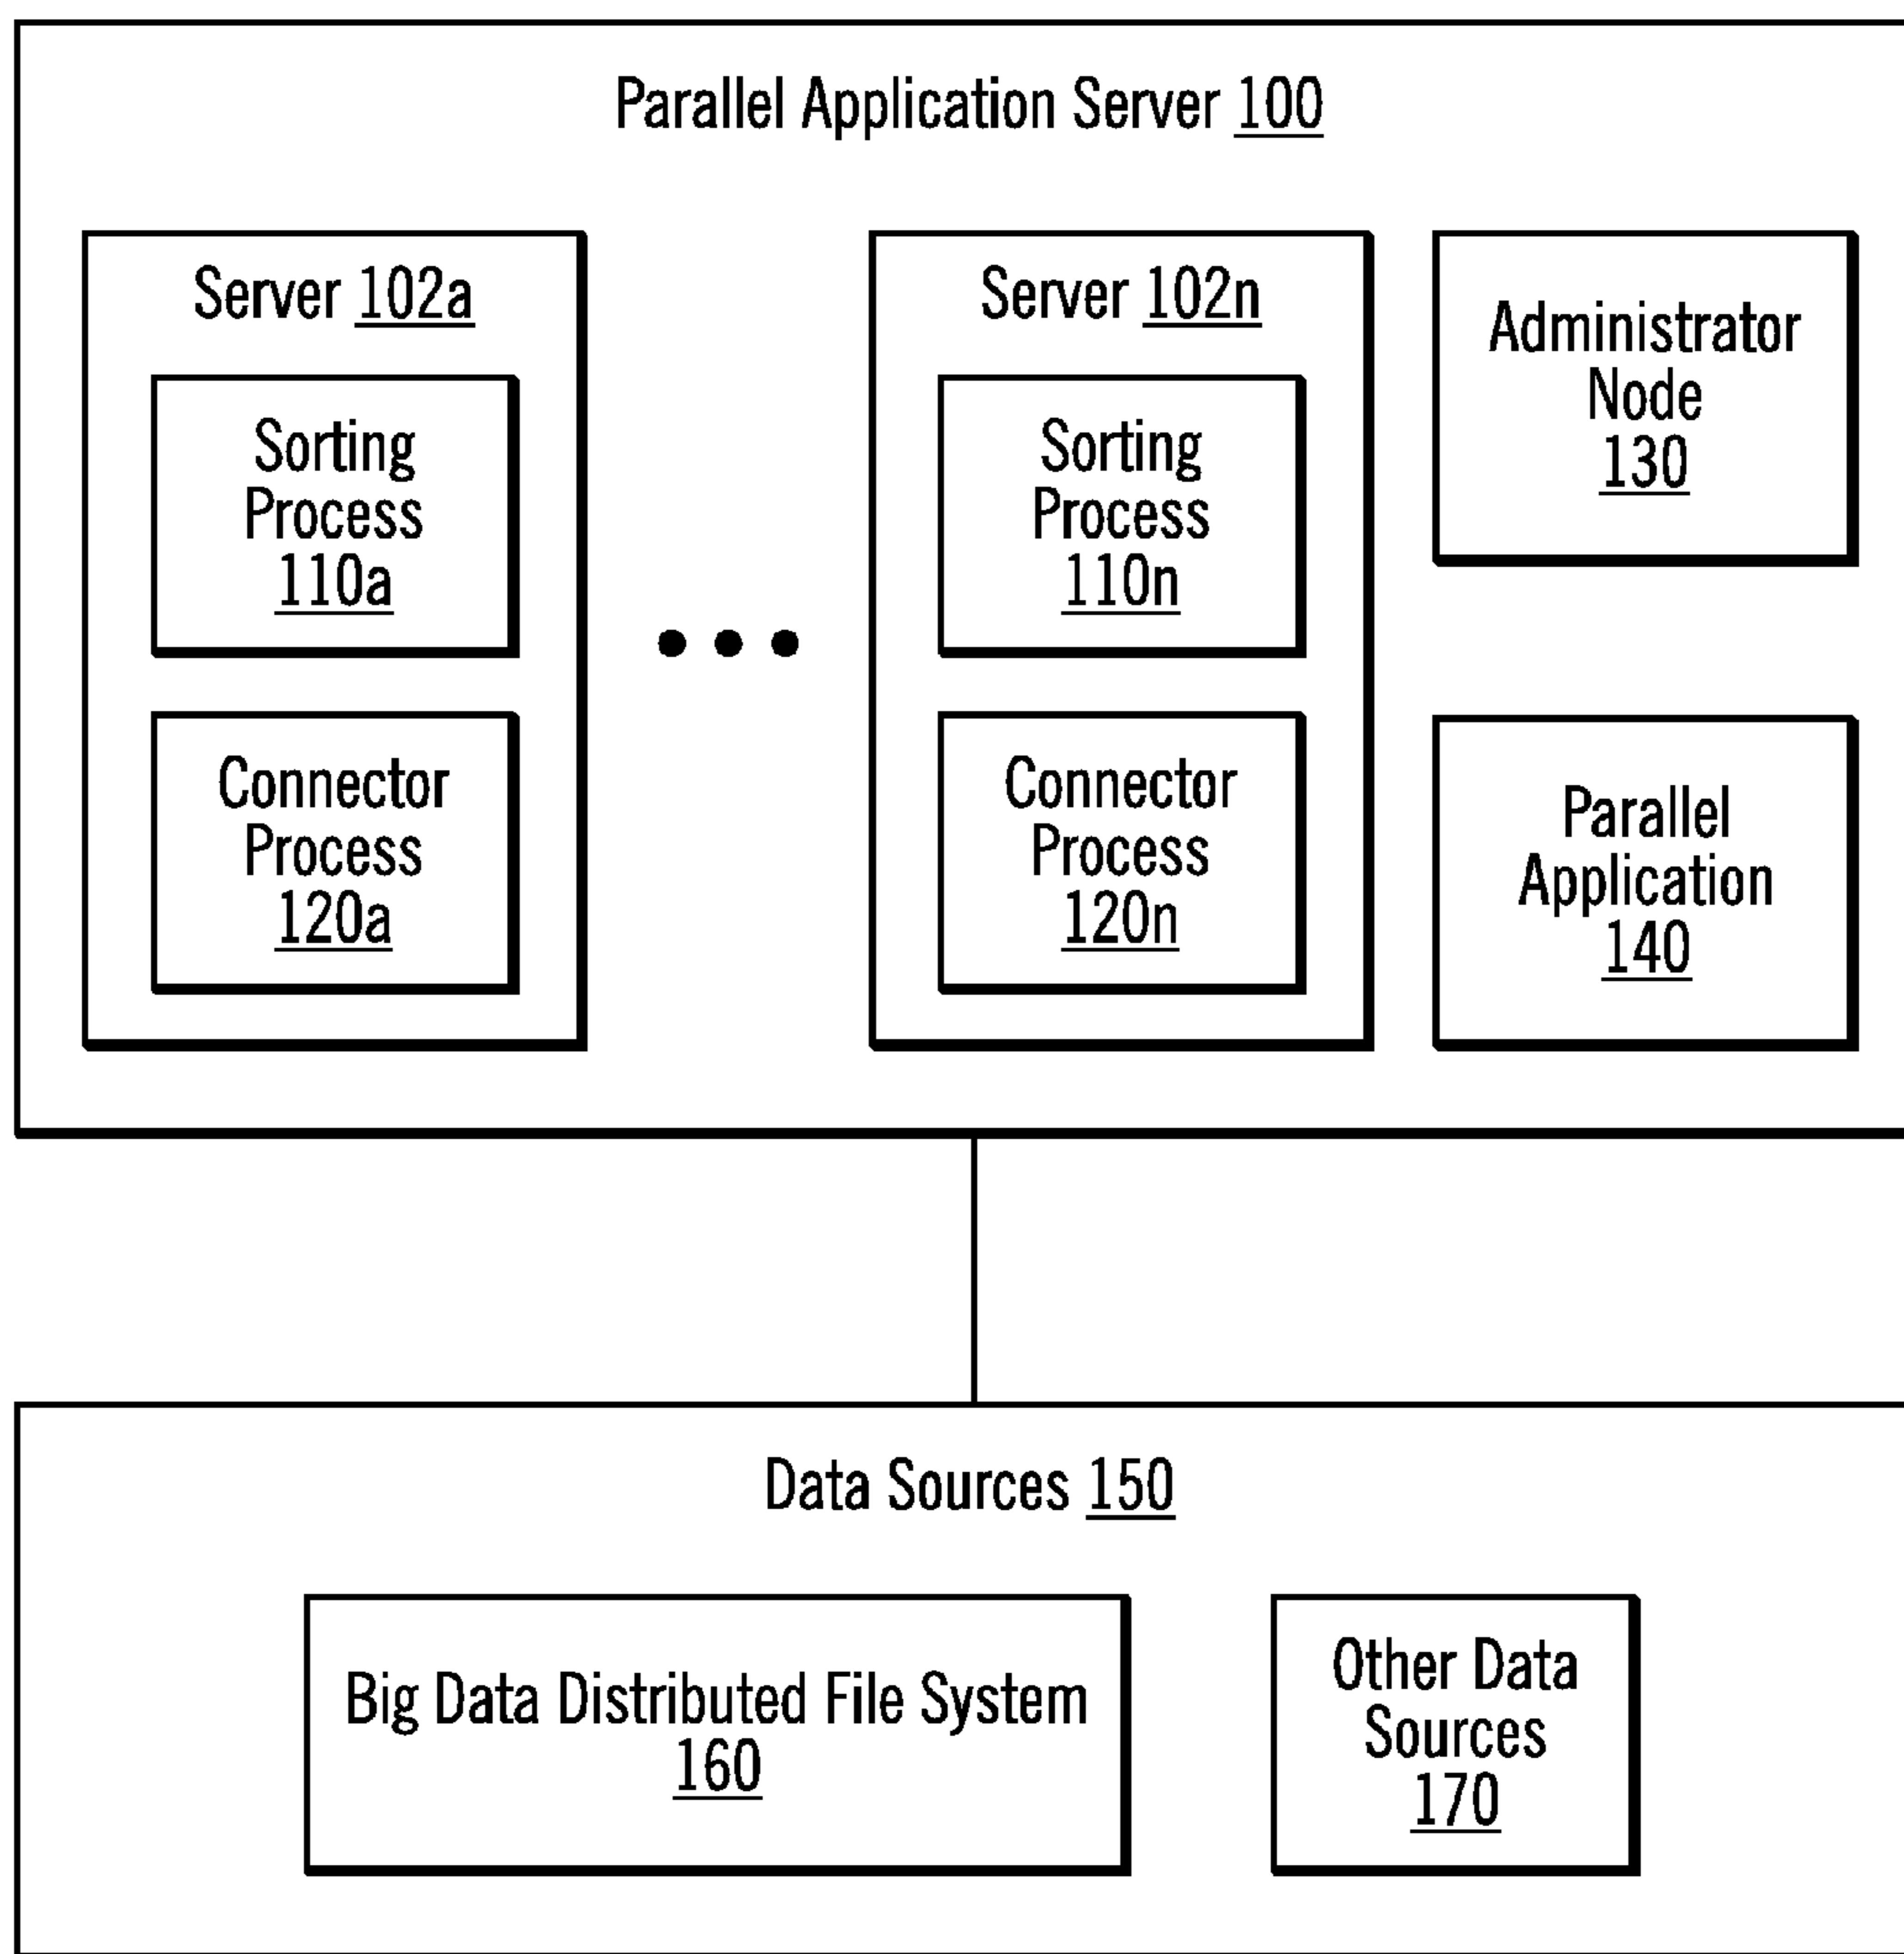 Parallel Application Server 100
Server 102a
Sorting
Process
110a
Connector
Process
120a
Server 102n
Sorting
Process
110n
Connector
Process
120n
Administrator
Node
130
Parallel
Application
140
Data Sources 150
Big Data Distributed File System
160
Other Data
Sources
170